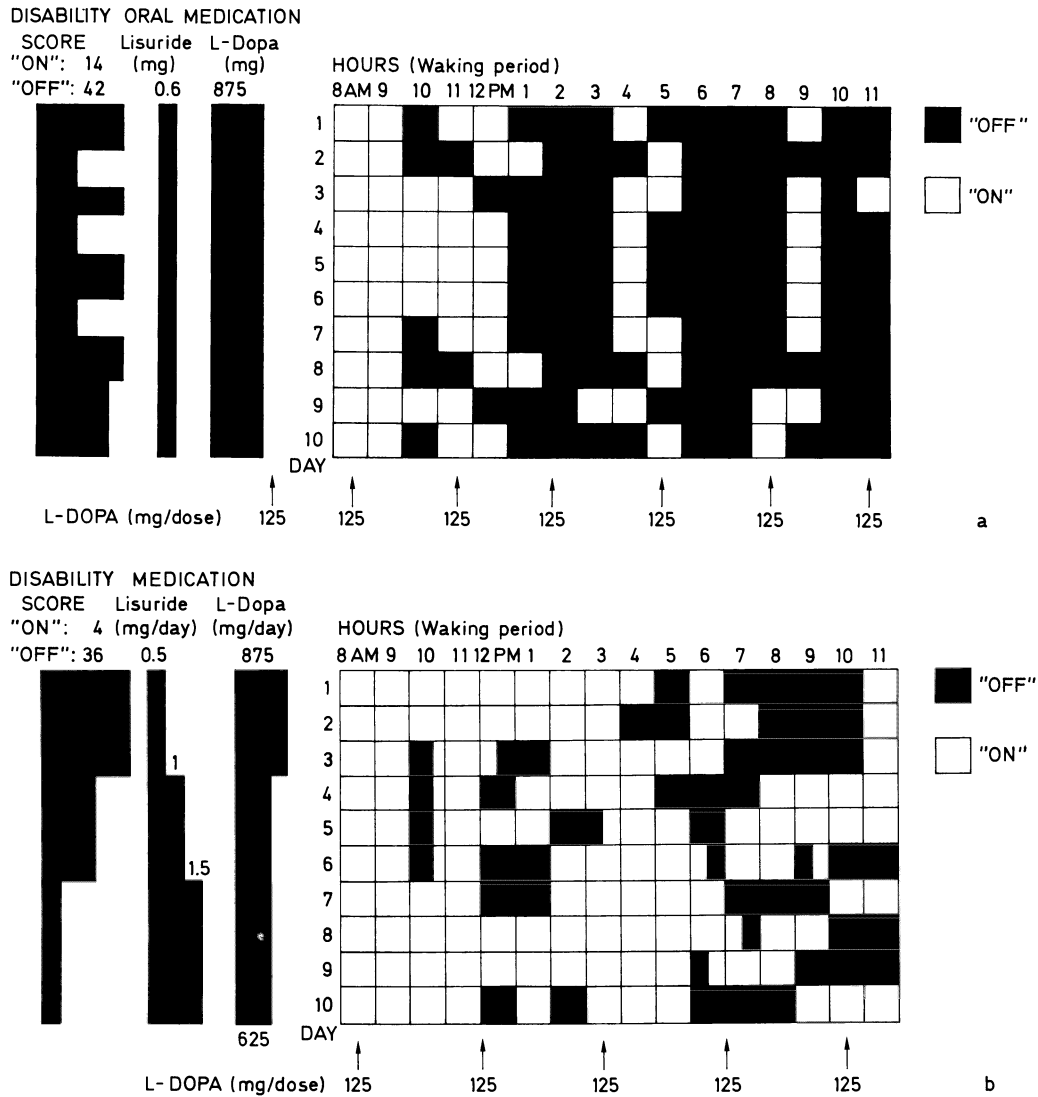 DISABILITY ORAL MEDICATION
SCORE Lisuride L-Dopa
"ON": 14 (mg) (mg)
"OFF": 42 0.6 875
HOURS (Waking period)
8 AM 9 10 11 12 PM 1 2 3 4 5 6 7 8 9 10 11
1
2
3
4
5
6
7
8
9
10
DAY
"OFF"
"ON"
L-DOPA (mg/dose) 125 125 125 125 125 125 125
a
DISABILITY MEDICATION
SCORE Lisuride L-Dopa
"ON": 4 (mg/day) (mg/day)
"OFF": 36 0.5 875
1
1.5
625
HOURS (Waking period)
8 AM 9 10 11 12 PM 1 2 3 4 5 6 7 8 9 10 11
1
2
3
4
5
6
7
8
9
10
DAY
"OFF"
"ON"
L-DOPA (mg/dose) 125 125 125 125 125
b